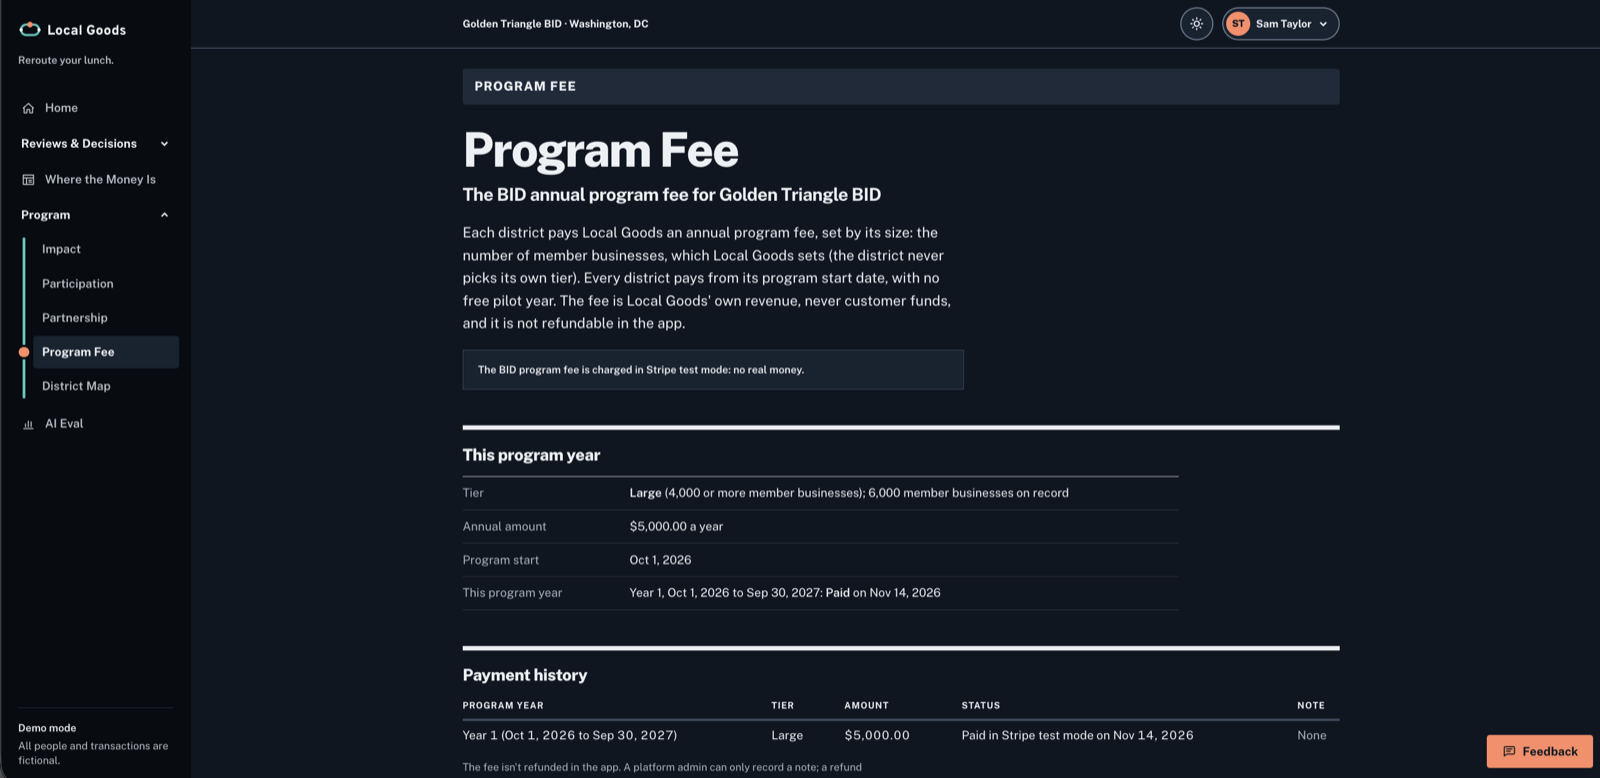 Local Goods
Reroute your lunch.
Home
Reviews & Decisions
Where the Money Is
Program
Impact
Participation
Partnership
Program Fee
District Map
AI Eval
Demo mode
All people and transactions are
fictional.
Golden Triangle BID · Washington, DC
ST Sam Taylor
PROGRAM FEE
Program Fee
The BID annual program fee for Golden Triangle BID
Each district pays Local Goods an annual program fee, set by its size: the
number of member businesses, which Local Goods sets (the district never
picks its own tier). Every district pays from its program start date, with no
free pilot year. The fee is Local Goods' own revenue, never customer funds,
and it is not refundable in the app.
The BID program fee is charged in Stripe test mode: no real money.
This program year
Tier Large (4,000 or more member businesses); 6,000 member businesses on record
Annual amount $5,000.00 a year
Program start Oct 1, 2026
This program year Year 1, Oct 1, 2026 to Sep 30, 2027: Paid on Nov 14, 2026
Payment history
PROGRAM YEAR TIER AMOUNT STATUS NOTE
Year 1 (Oct 1, 2026 to Sep 30, 2027) Large $5,000.00 Paid in Stripe test mode on Nov 14, 2026 None
The fee isn't refunded in the app. A platform admin can only record a note; a refund
Feedback